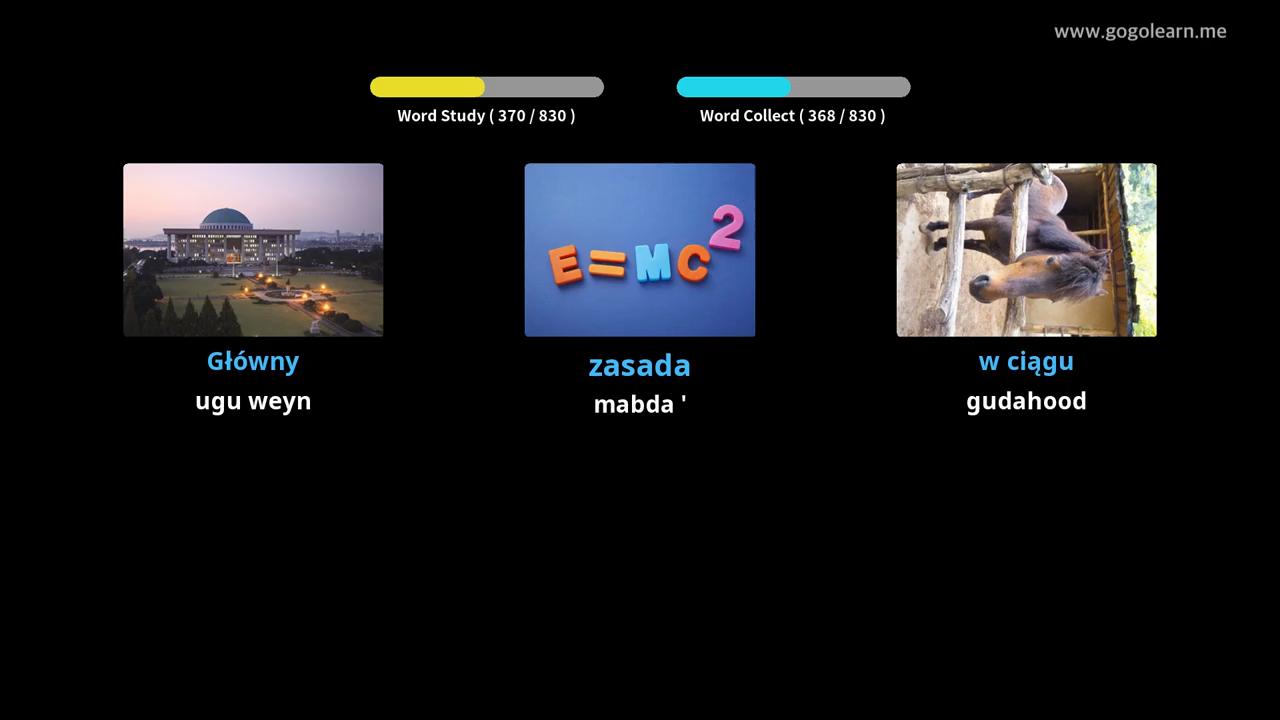 www.gogolearn.me
Word Study ( 370 / 830 )
Word Collect ( 368 / 830 )
E=MC2
Główny
zasada
w ciągu
ugu weyn
mabda '
gudahood